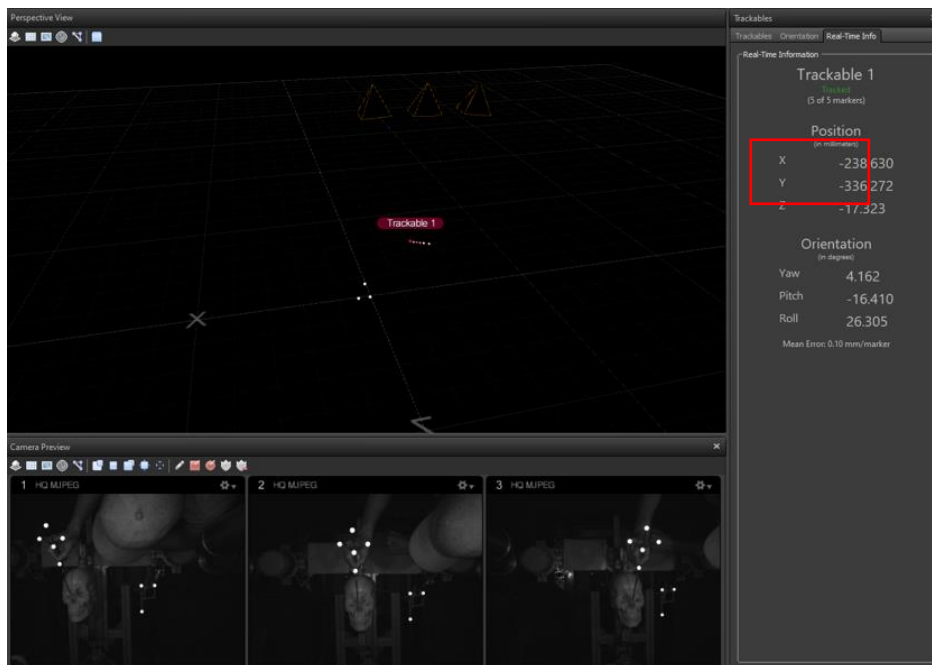 Perspective View
Trackable 1
Trackables
Trackables Orientation Real-Time Info
Real-Time Information
Trackable 1
Tracked
(5 of 5 markers)
Position
(in millimeters)
X -238.630
Y -336.272
Z -17.323
Orientation
(in degrees)
Yaw 4.162
Pitch -16.410
Roll 26.305
Mean Error: 0.10 mm/marker
Camera Preview
1 HQ MJPEG
2 HQ MJPEG
3 HQ MJPEG